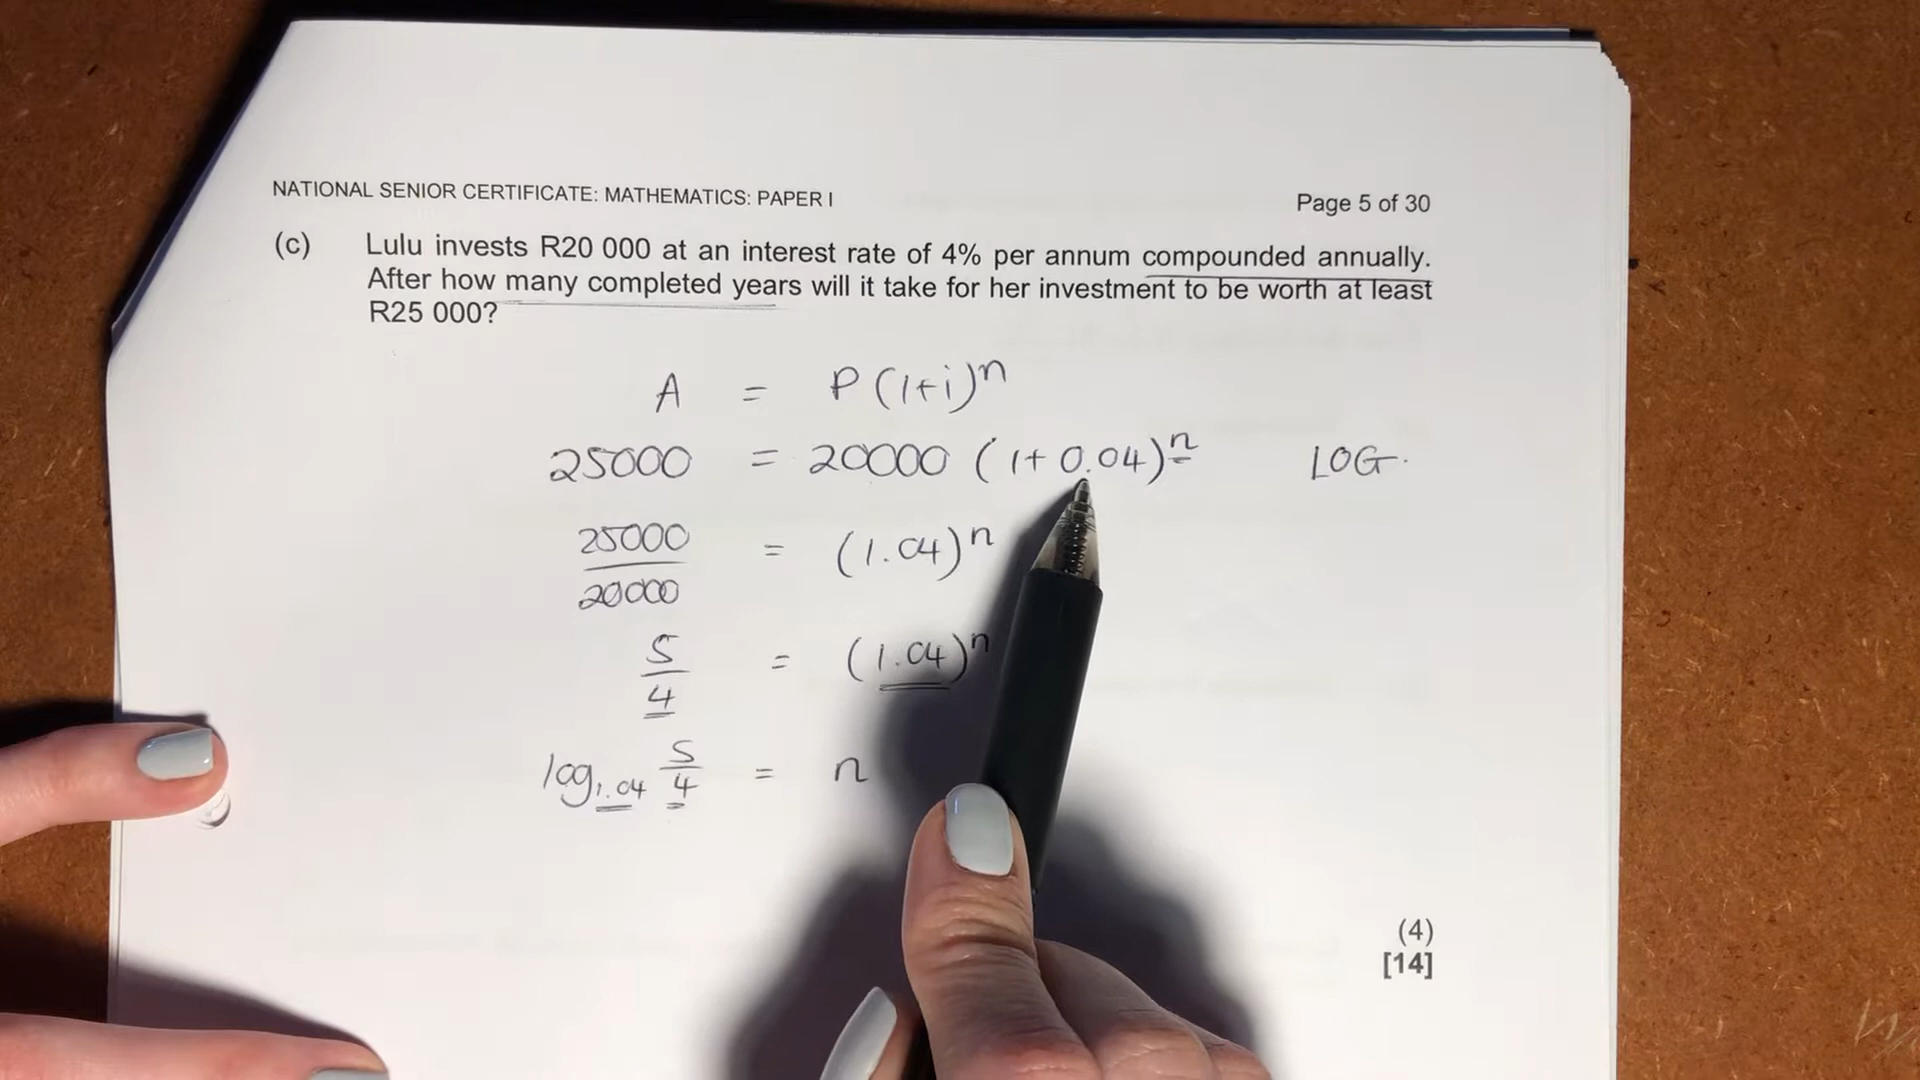 NATIONAL SENIOR CERTIFICATE: MATHEMATICS: PAPER I Page 5 of 30
(c) Lulu invests R20 000 at an interest rate of 4% per annum compounded annually.
After how many completed years will it take for her investment to be worth at least
R25 000?
A = P(1+i)^n
25000 = 20000 (1+0.04)^n LOG.
25000/20000 = (1.04)^n
5/4 = (1.04)^n
log_1.04 5/4 = n
(4)
[14]